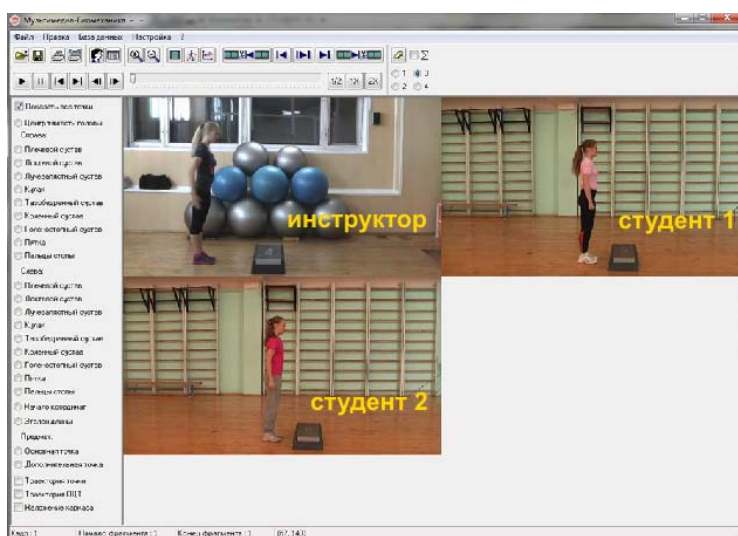 Мультимедиа-Биомеханика - -
Файл Правка База данных Настройка ?
Σ
1/2 1X 2X
1 3
2 4
Показать все точки
Центр тяжести головы
Справа:
Плечевой сустав
Локтевой сустав
Лучезапястный сустав
Кулак
Тазобедренный сустав
Коленный сустав
Голеностопный сустав
Пятка
Пальцы стопы
Слева:
Плечевой сустав
Локтевой сустав
Лучезапястный сустав
Кулак
Тазобедренный сустав
Коленный сустав
Голеностопный сустав
Пятка
Пальцы стопы
Начало координат
Эталон длины
Предмет:
Основная точка
Дополнительная точка
Траектория точки
Траектория ОЦТ
Наложение каркаса
инструктор
студент 1
студент 2
Кадр: 1 Начало фрагмента: 1 Конец фрагмента: 1